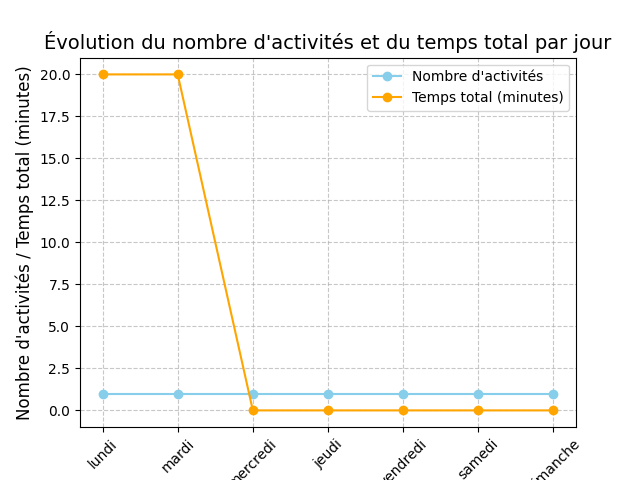 Évolution du nombre d'activités et du temps total par jour
Nombre d'activités / Temps total (minutes)
20.0
17.5
15.0
12.5
10.0
7.5
5.0
2.5
0.0
Nombre d'activités
Temps total (minutes)
lundi
mardi
jeudi
samedi